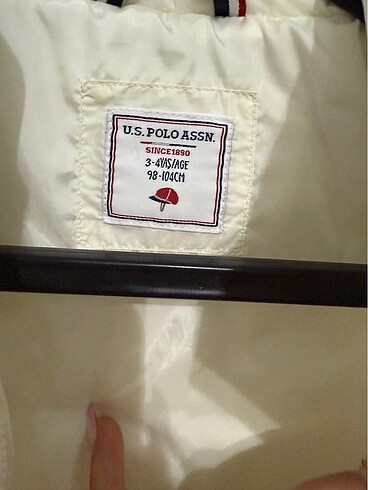 U.S. POLO ASSN.
SINCE1890
3-4YAŞ/AGE
98-104CM